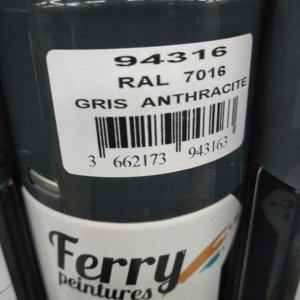 94316
RAL 7016
GRIS ANTHRACITE
3 662173 943163
Ferry
peintures